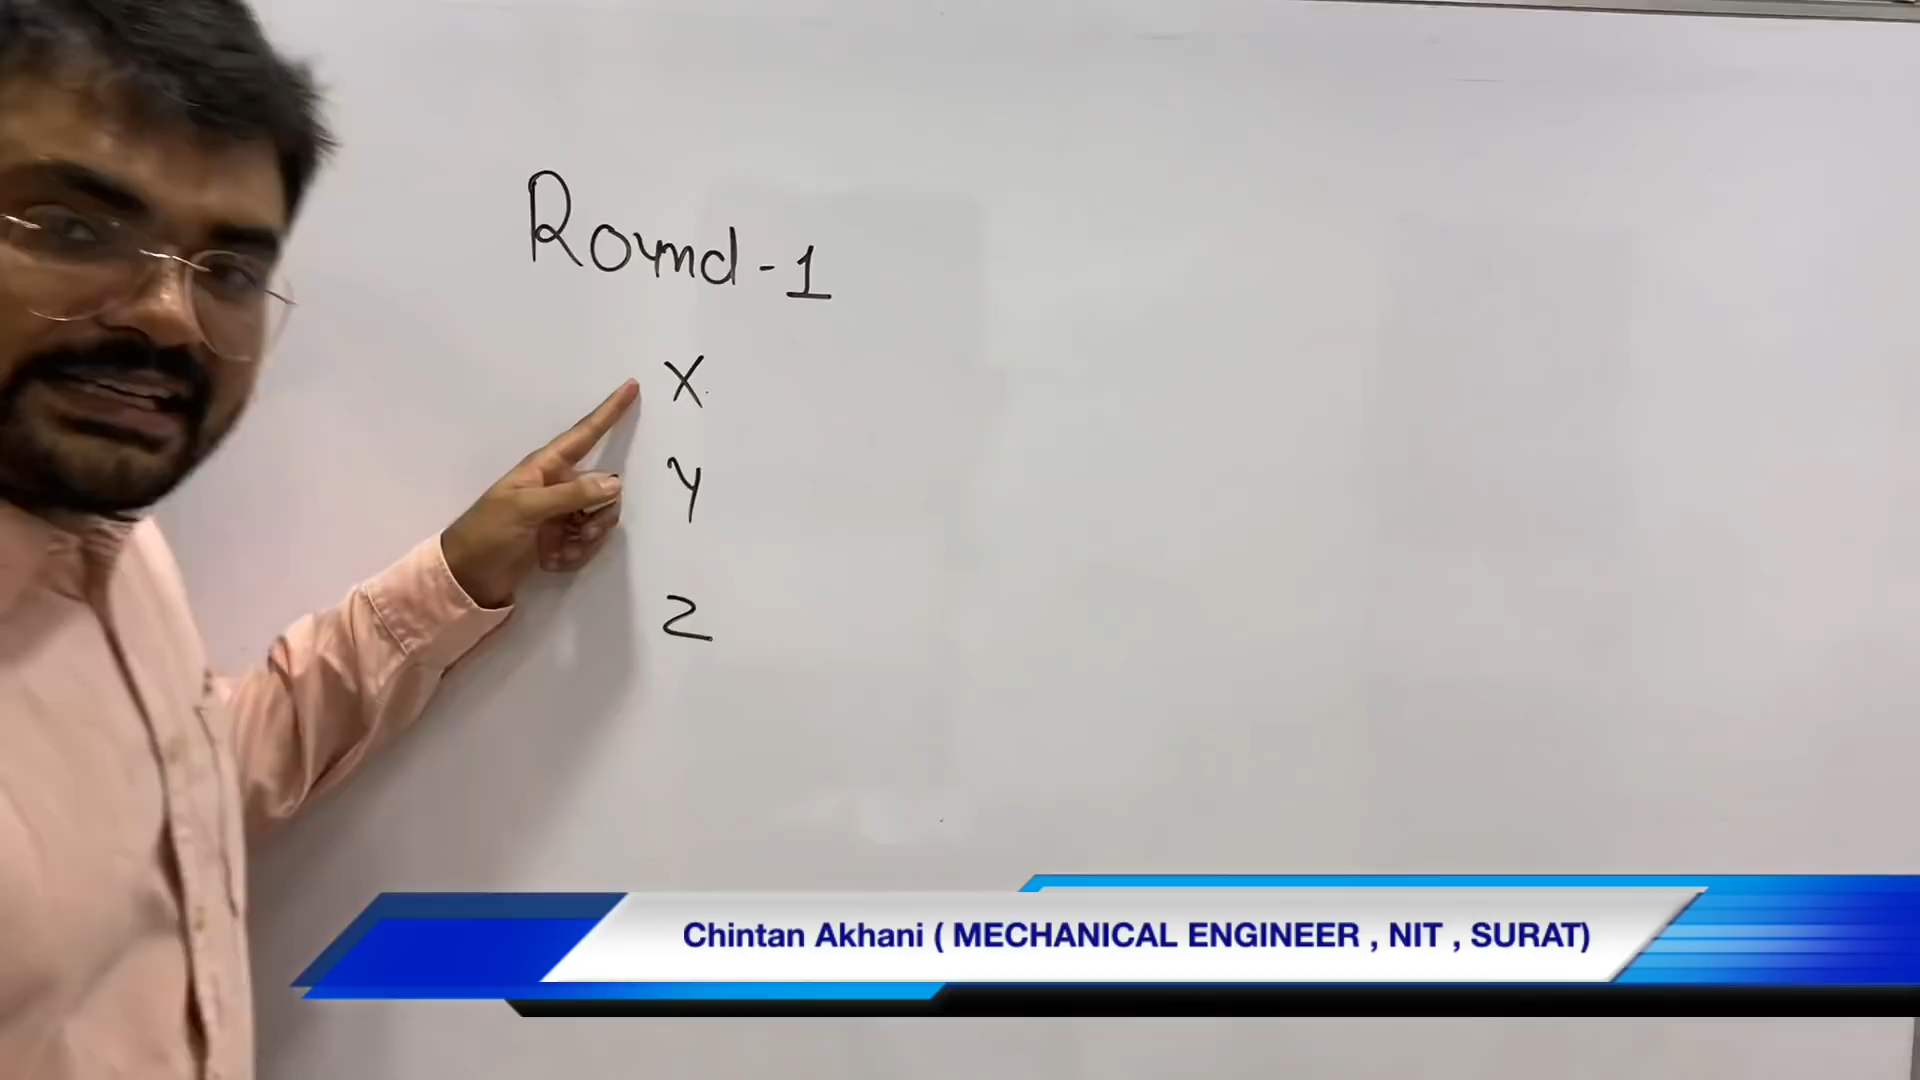 Round-1
X
Y
Z
Chintan Akhani ( MECHANICAL ENGINEER , NIT , SURAT)